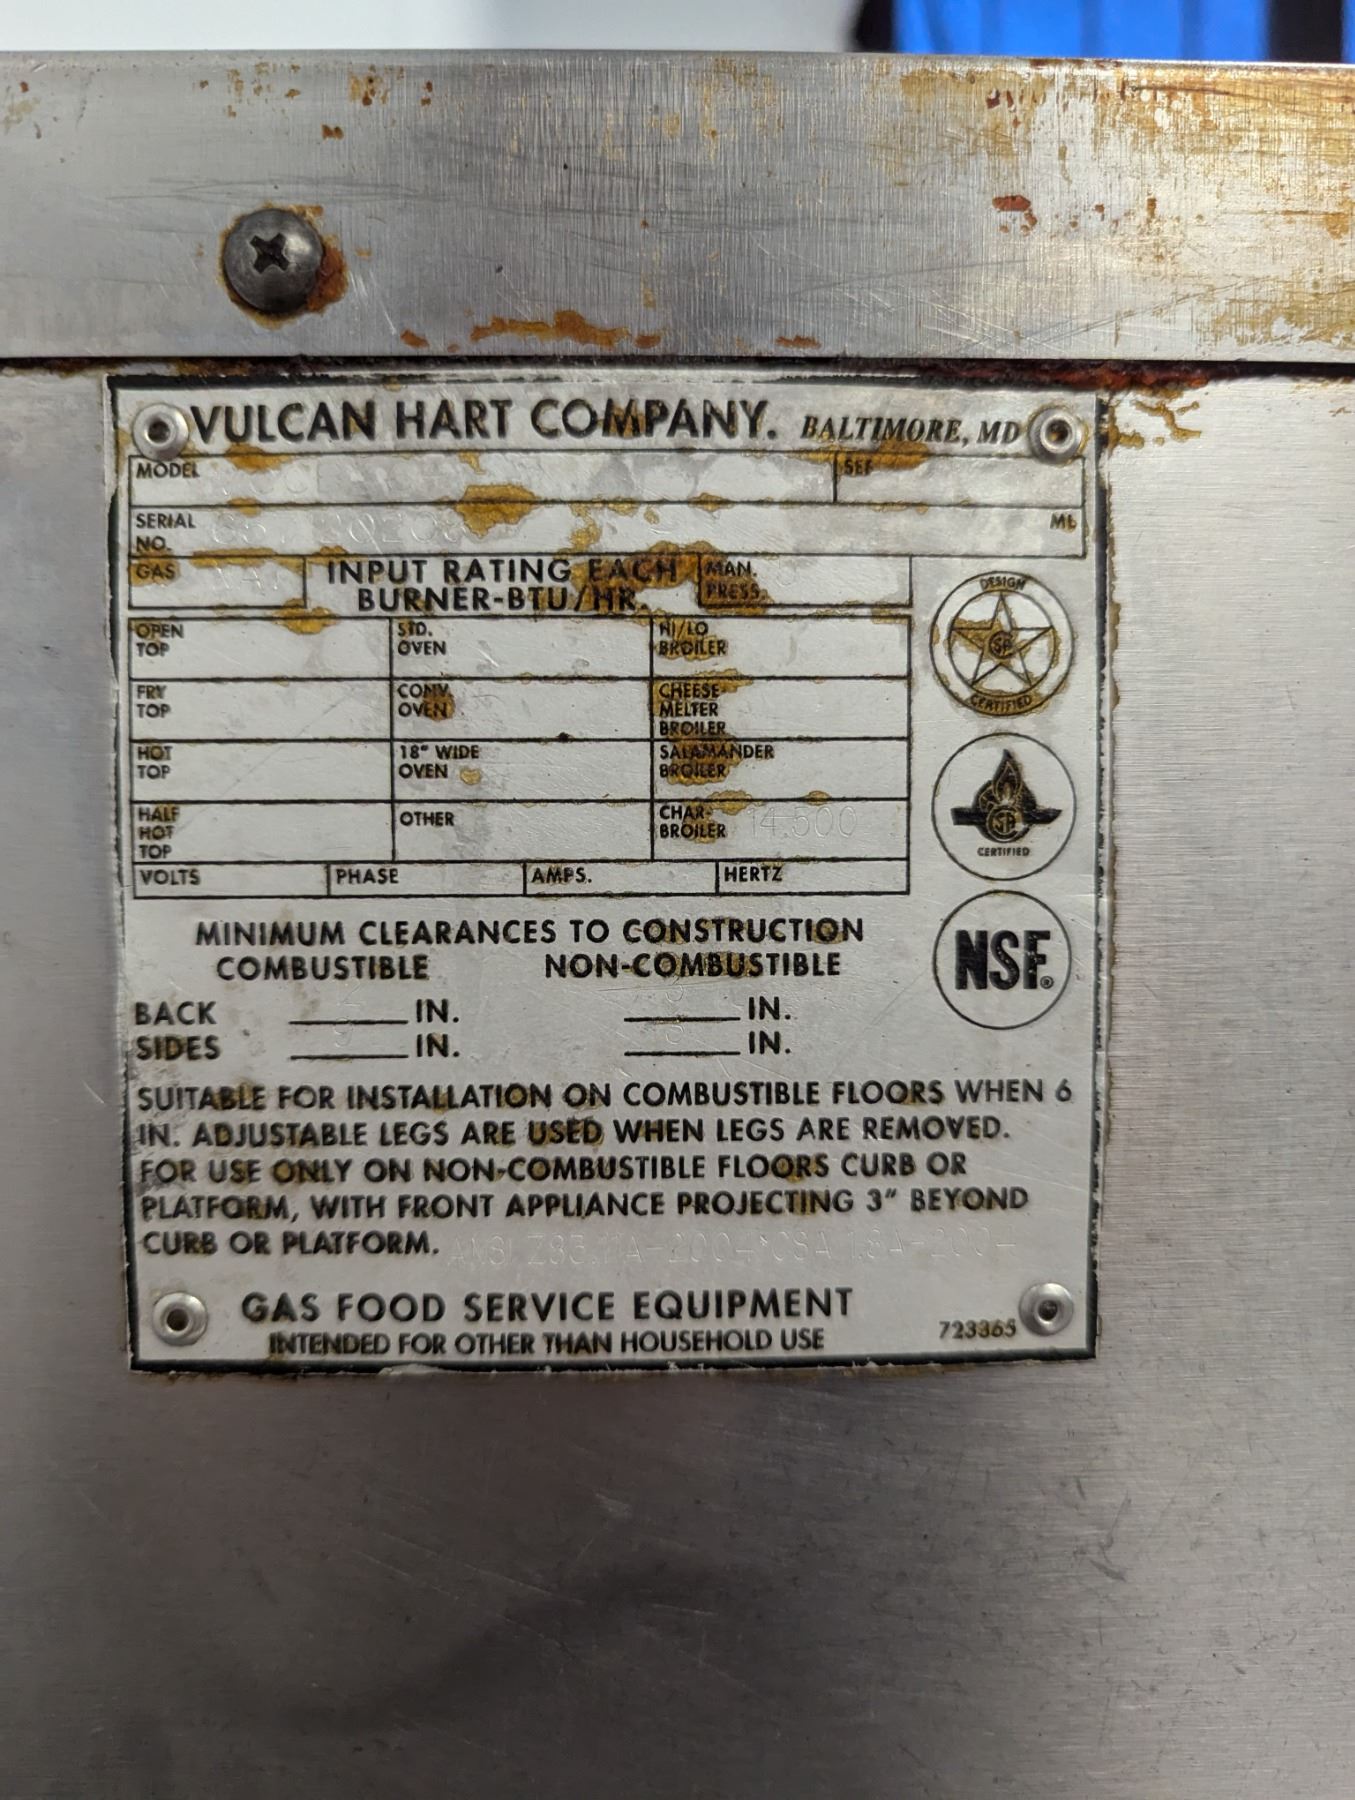 VULCAN HART COMPANY. BALTIMORE, MD
MODEL
SERIAL ML
NO.
GAS NAT INPUT RATING EACH MAN.
BURNER-BTU/HR. PRESS.
OPEN STD. HI/LO
TOP OVEN BROILER
FRY CONV. CHEESE
TOP OVEN MELTER
BROILER
HOT 18" WIDE SALAMANDER
TOP OVEN BROILER
HALF OTHER CHAR-
HOT BROILER 14,500
TOP
VOLTS PHASE AMPS. HERTZ
DESIGN
CERTIFIED
CERTIFIED
NSF®
MINIMUM CLEARANCES TO CONSTRUCTION
COMBUSTIBLE NON-COMBUSTIBLE
BACK IN. IN.
SIDES IN. IN.
SUITABLE FOR INSTALLATION ON COMBUSTIBLE FLOORS WHEN 6
IN. ADJUSTABLE LEGS ARE USED WHEN LEGS ARE REMOVED.
FOR USE ONLY ON NON-COMBUSTIBLE FLOORS CURB OR
PLATFORM, WITH FRONT APPLIANCE PROJECTING 3" BEYOND
CURB OR PLATFORM.
GAS FOOD SERVICE EQUIPMENT
INTENDED FOR OTHER THAN HOUSEHOLD USE 723365